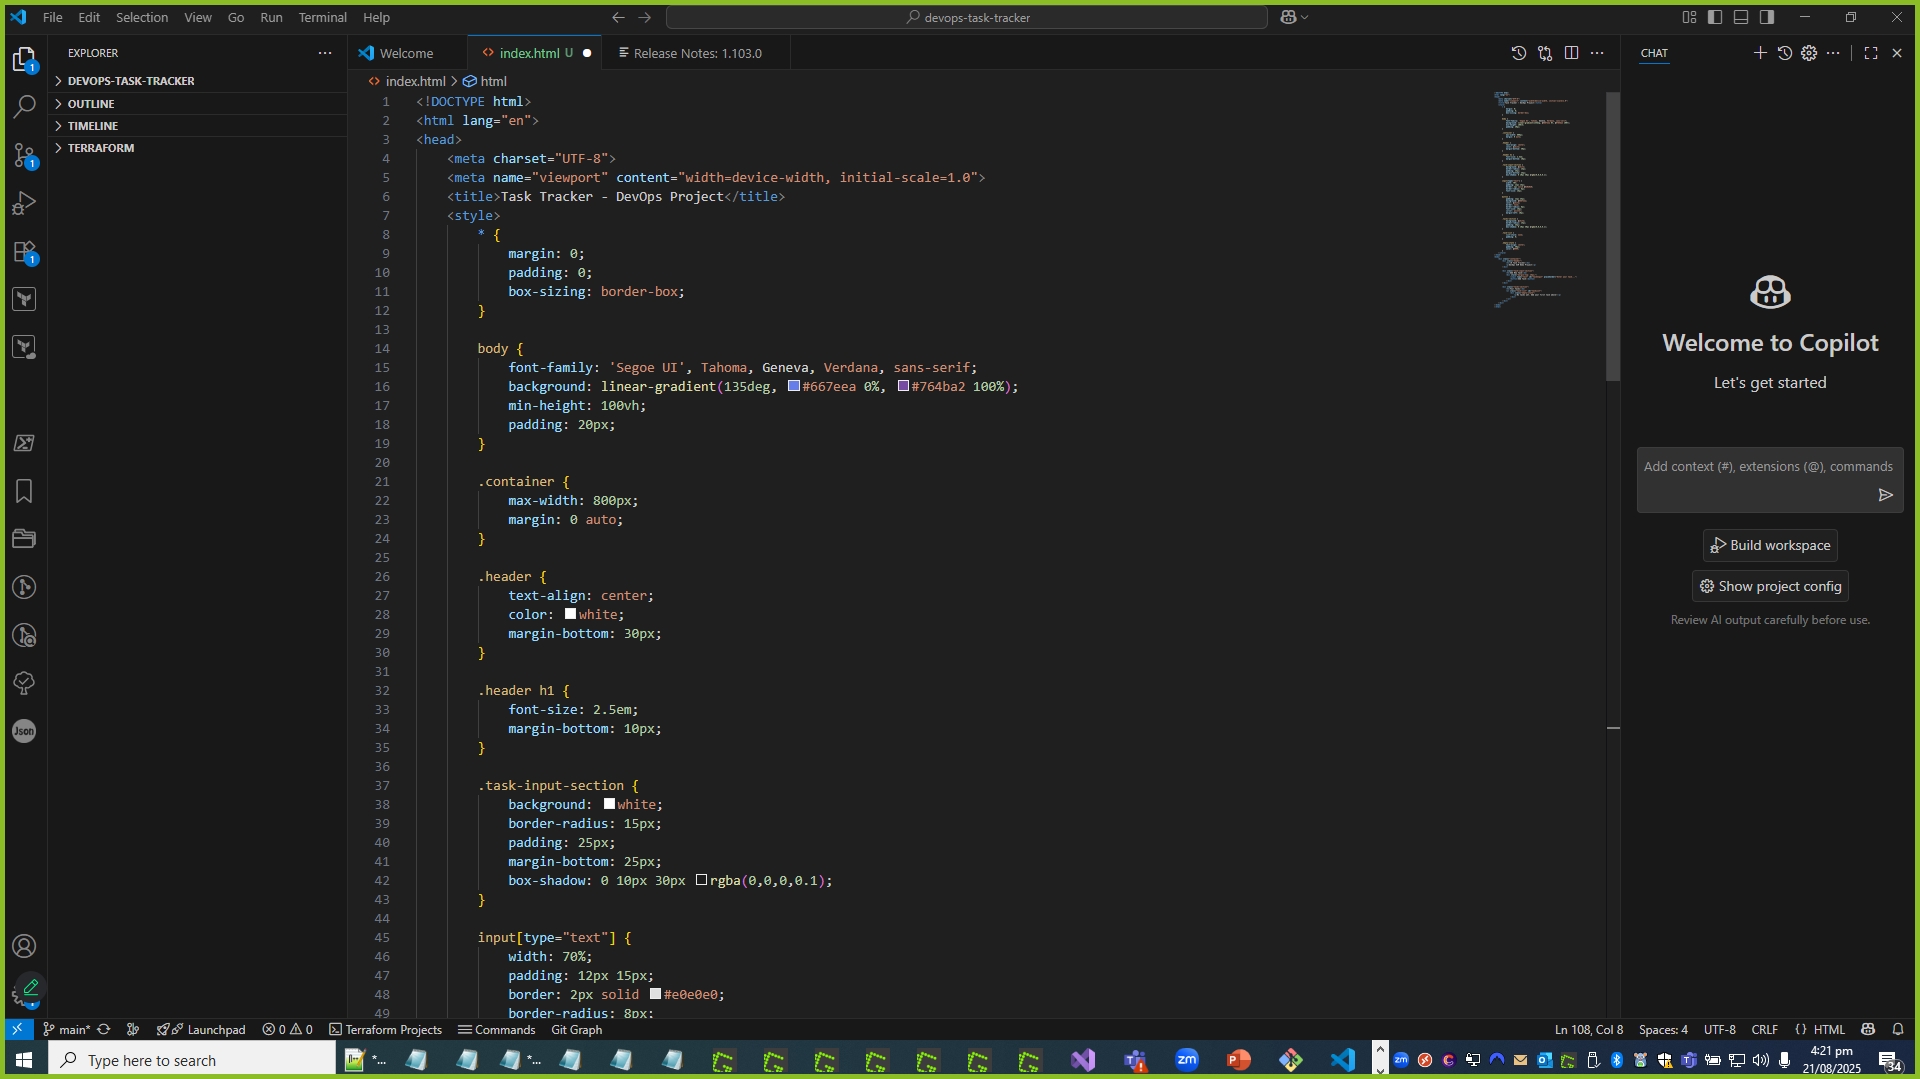 File Edit Selection View Go Run Terminal Help
devops-task-tracker
EXPLORER
DEVOPS-TASK-TRACKER
OUTLINE
TIMELINE
TERRAFORM
1
1
1
Json
Welcome
index.html U
Release Notes: 1.103.0
index.html > html
1 <!DOCTYPE html>
2 <html lang="en">
3 <head>
4 <meta charset="UTF-8">
5 <meta name="viewport" content="width=device-width, initial-scale=1.0">
6 <title>Task Tracker - DevOps Project</title>
7 <style>
8 * {
9 margin: 0;
10 padding: 0;
11 box-sizing: border-box;
12 }
13
14 body {
15 font-family: 'Segoe UI', Tahoma, Geneva, Verdana, sans-serif;
16 background: linear-gradient(135deg, #667eea 0%, #764ba2 100%);
17 min-height: 100vh;
18 padding: 20px;
19 }
20
21 .container {
22 max-width: 800px;
23 margin: 0 auto;
24 }
25
26 .header {
27 text-align: center;
28 color: white;
29 margin-bottom: 30px;
30 }
31
32 .header h1 {
33 font-size: 2.5em;
34 margin-bottom: 10px;
35 }
36
37 .task-input-section {
38 background: white;
39 border-radius: 15px;
40 padding: 25px;
41 margin-bottom: 25px;
42 box-shadow: 0 10px 30px rgba(0,0,0,0.1);
43 }
44
45 input[type="text"] {
46 width: 70%;
47 padding: 12px 15px;
48 border: 2px solid #e0e0e0;
49 border-radius: 8px;
CHAT
Welcome to Copilot
Let's get started
Add context (#), extensions (@), commands
Build workspace
Show project config
Review AI output carefully before use.
main* Launchpad 0 0 Terraform Projects Commands Git Graph
Ln 108, Col 8 Spaces: 4 UTF-8 CRLF {} HTML
Type here to search
zm
zm
4:21 pm
21/08/2025
34